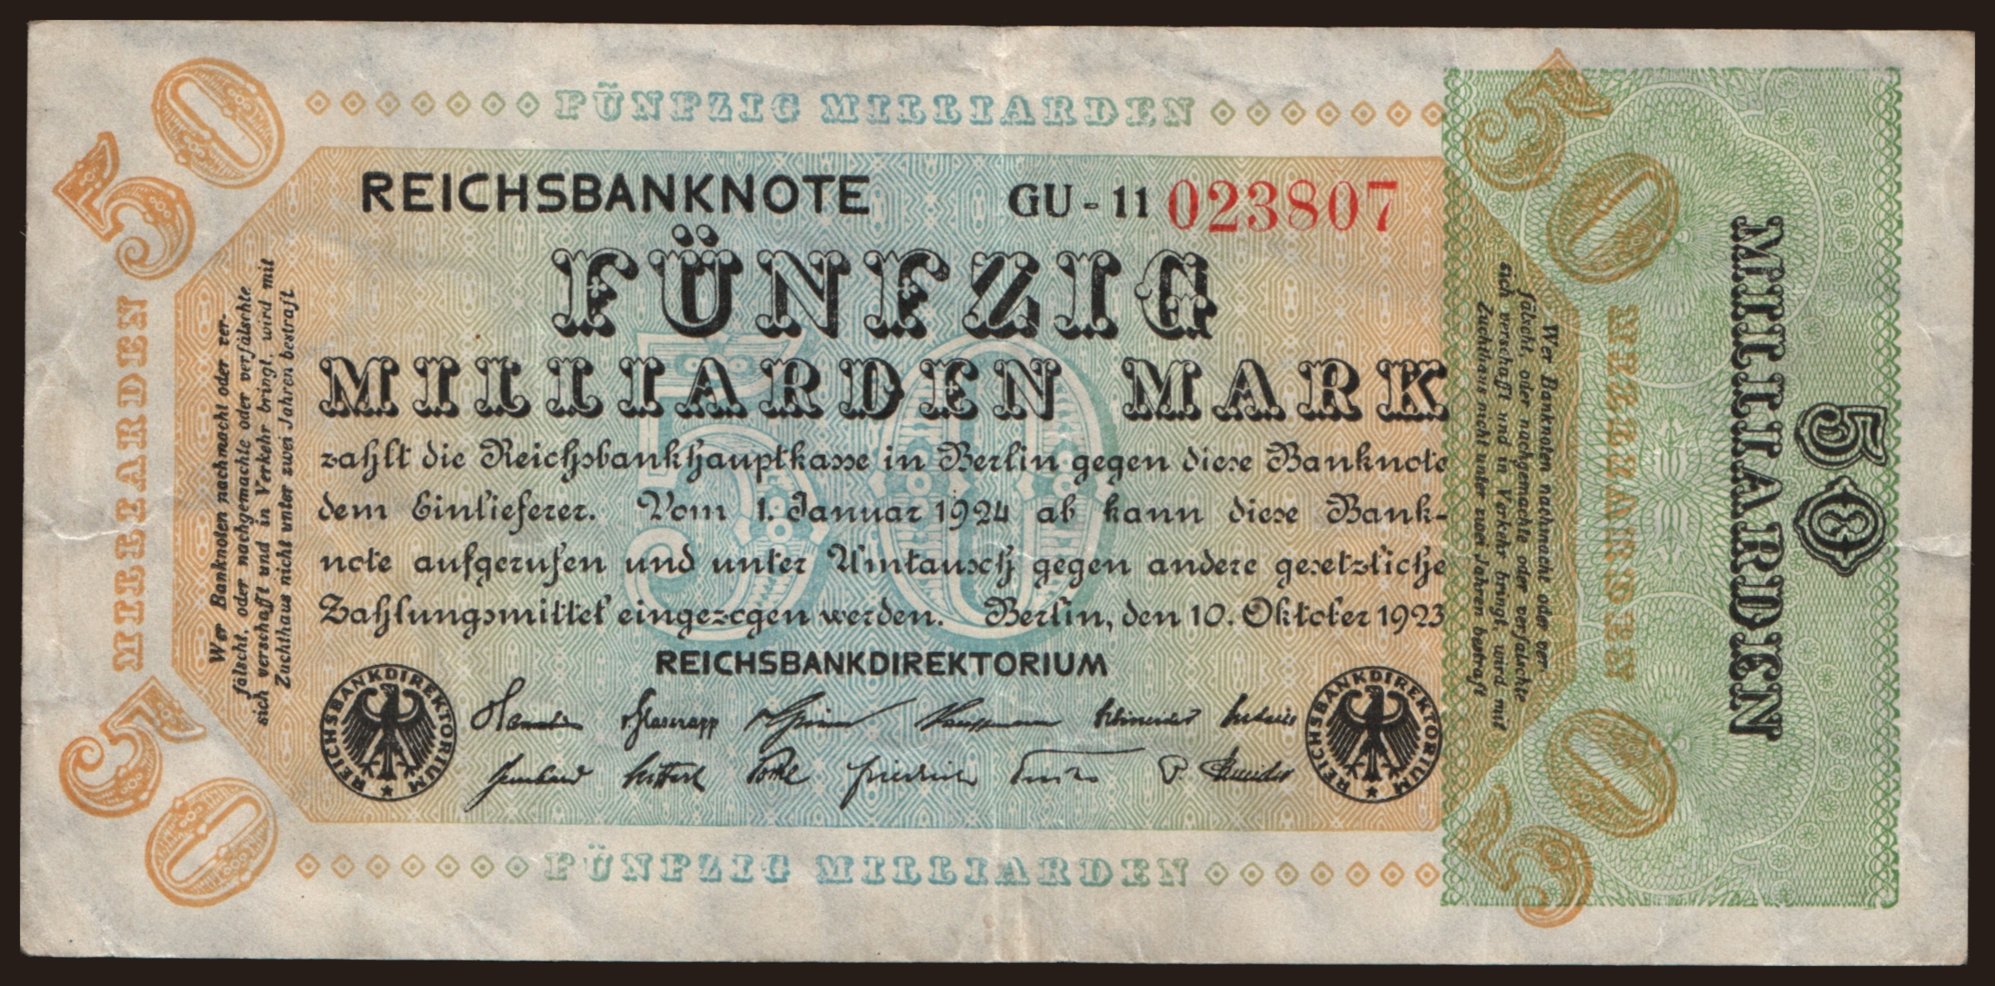 50
FÜNFZIG MILLIARDEN
50
REICHSBANKNOTE GU - 11 023807
FÜNFZIG
MILLIARDEN MARK
50
zahlt die Reichsbankhauptkasse in Berlin gegen diese Banknote
dem Einlieferer. Vom 1. Januar 1924 ab kann diese Bank-
note aufgerufen und unter Umtausch gegen andere gesetzliche
Zahlungsmittel eingezogen werden. Berlin, den 10. Oktober 1923
REICHSBANKDIREKTORIUM
REICHSBANKDIREKTORIUM
REICHSBANKDIREKTORIUM
50
FÜNFZIG MILLIARDEN
50
MILLIARDEN
Wer Banknoten nachmacht oder ver-
fälscht, oder nachgemachte oder verfälschte
sich verschafft und in Verkehr bringt, wird mit
Zuchthaus nicht unter zwei Jahren bestraft
Wer Banknoten nachmacht oder ver-
fälscht, oder nachgemachte oder verfälschte
sich verschafft und in Verkehr bringt, wird mit
Zuchthaus nicht unter zwei Jahren bestraft
MILLIARDEN
50
MILLIARDEN